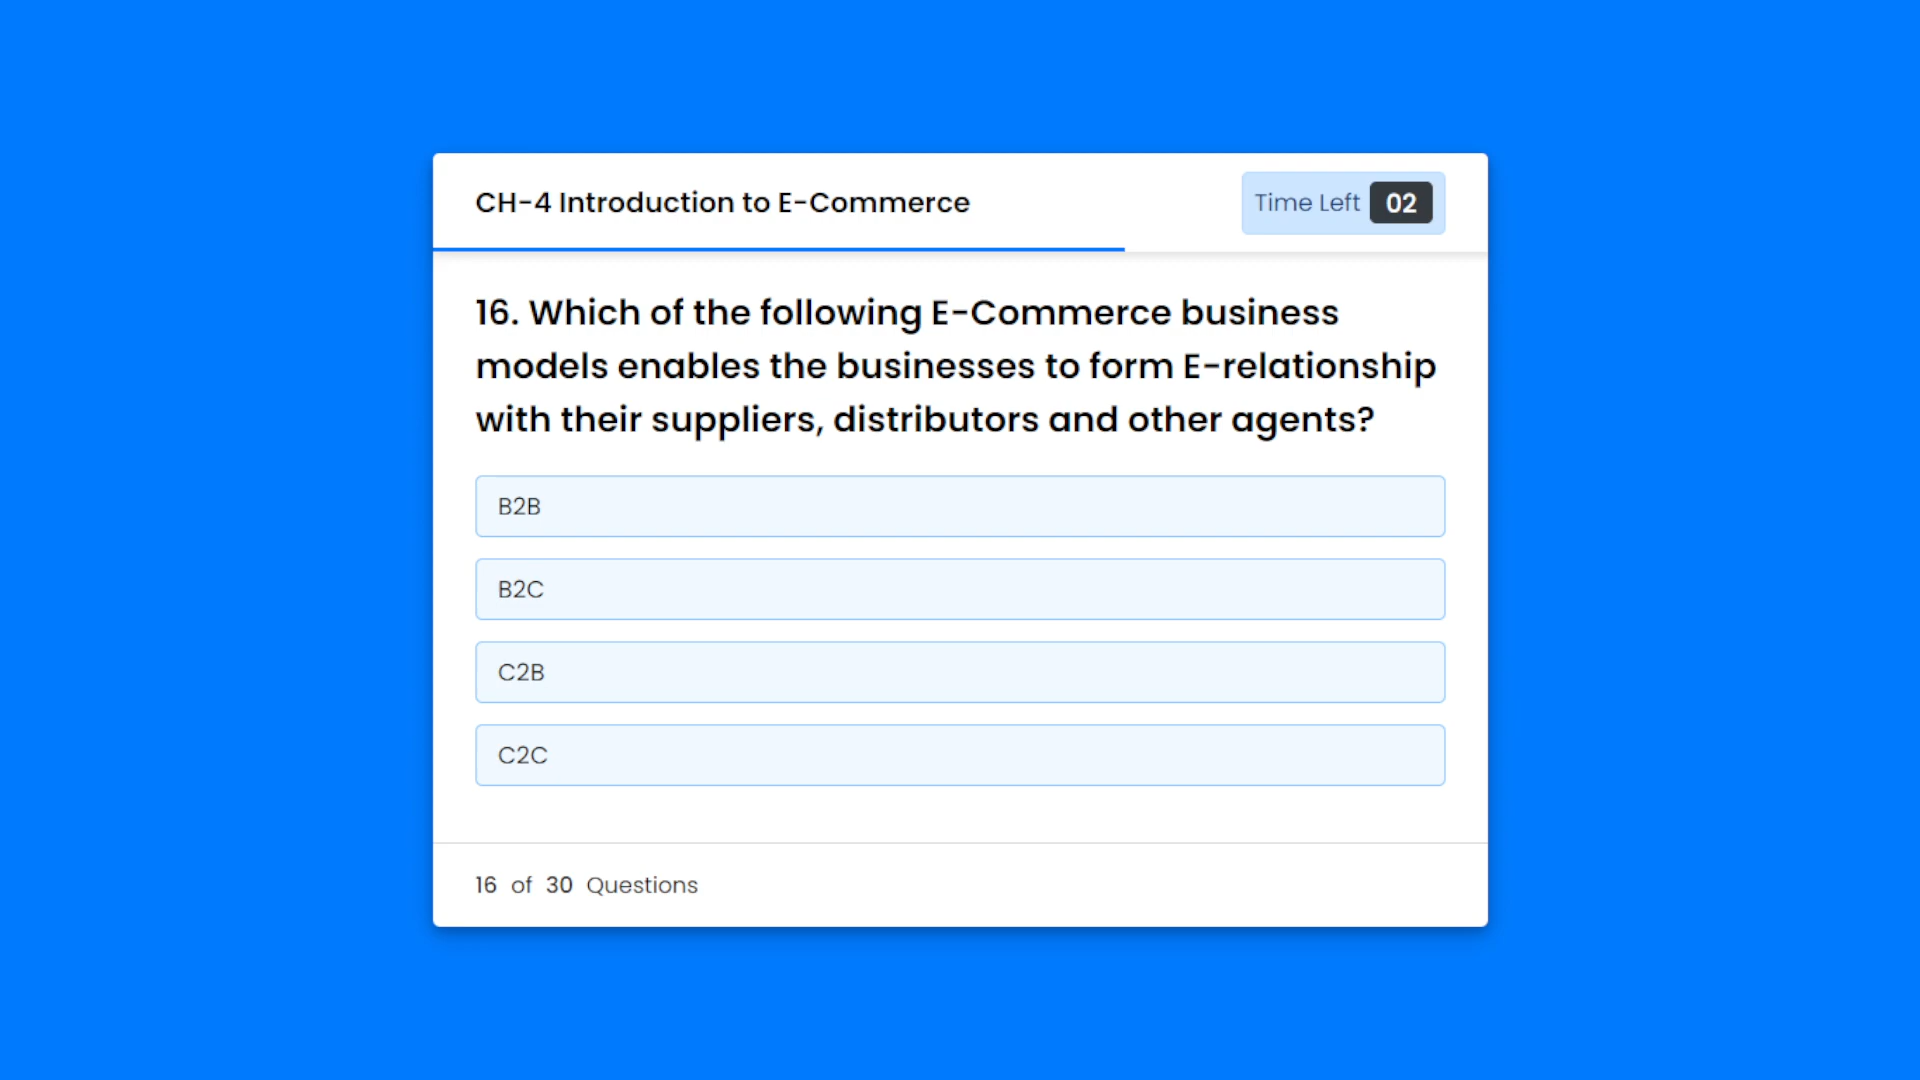 CH-4 Introduction to E-Commerce
Time Left 02
16. Which of the following E-Commerce business
models enables the businesses to form E-relationship
with their suppliers, distributors and other agents?
B2B
B2C
C2B
C2C
16 of 30 Questions